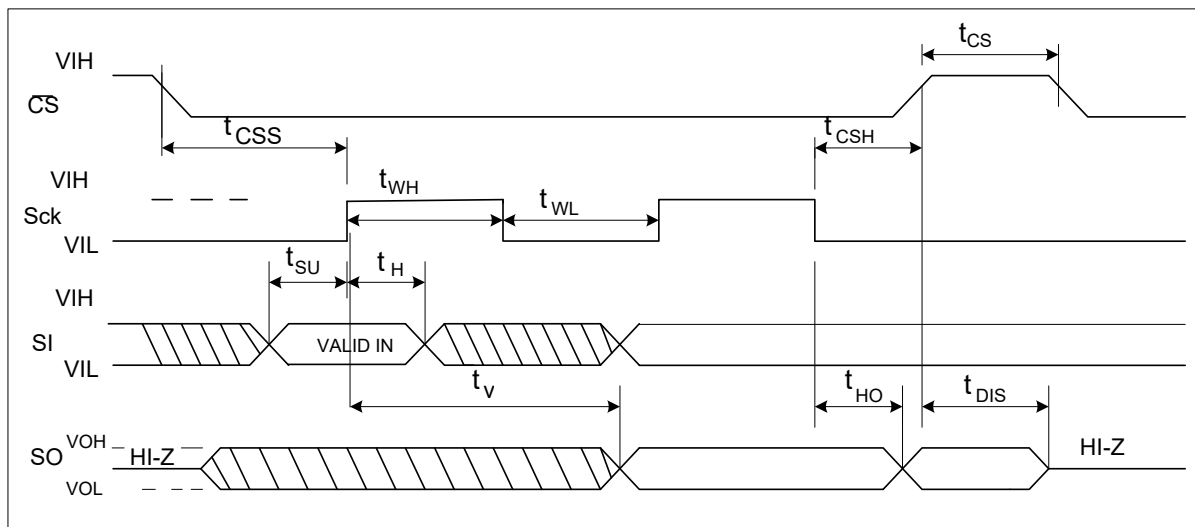 tCS
VIH
CS
tCSS
tCSH
VIH
tWH
Sck
tWL
VIL
tSU
tH
VIH
SI
VALID IN
VIL
tV
tHO
tDIS
VOH
SO
HI-Z
HI-Z
VOL